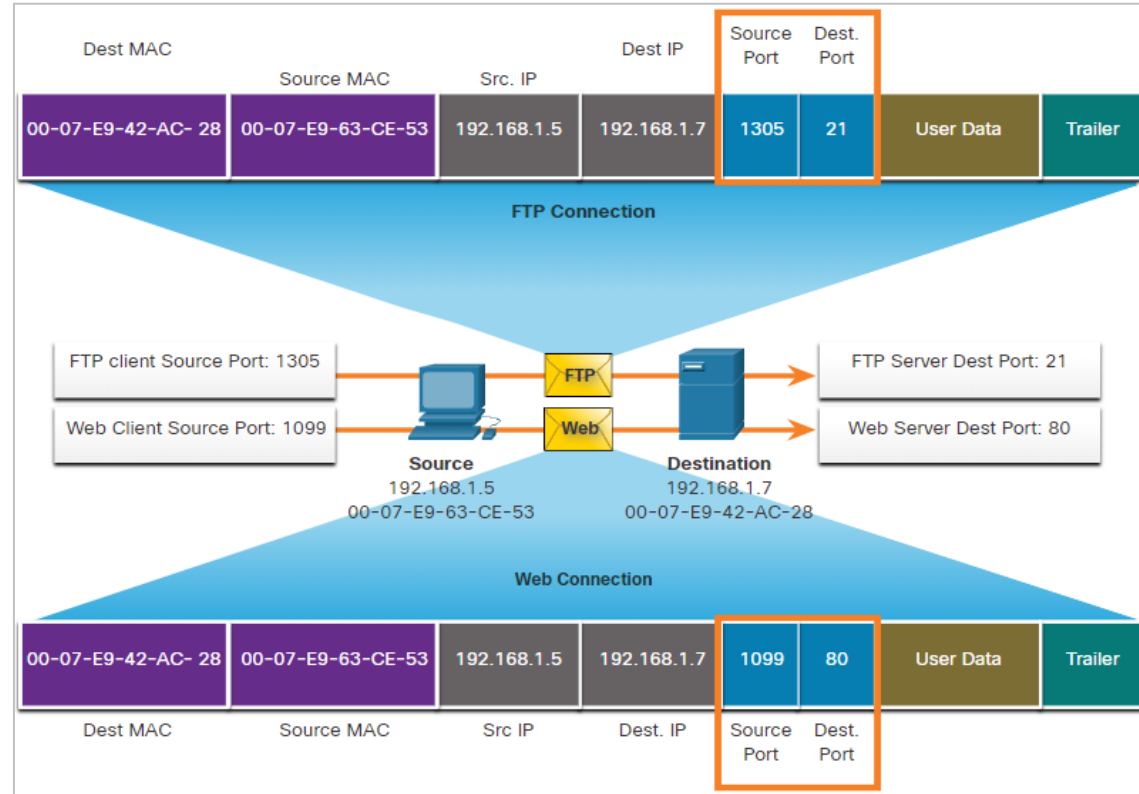 Dest MAC
Source MAC
Src. IP
Dest IP
Source
Port
Dest.
Port
00-07-E9-42-AC- 28
00-07-E9-63-CE-53
192.168.1.5
192.168.1.7
1305
21
User Data
Trailer
FTP Connection
FTP client Source Port: 1305
FTP
FTP Server Dest Port: 21
Web Client Source Port: 1099
Web
Web Server Dest Port: 80
Source
192.168.1.5
00-07-E9-63-CE-53
Destination
192.168.1.7
00-07-E9-42-AC-28
Web Connection
00-07-E9-42-AC- 28
00-07-E9-63-CE-53
192.168.1.5
192.168.1.7
1099
80
User Data
Trailer
Dest MAC
Source MAC
Src IP
Dest. IP
Source
Port
Dest.
Port